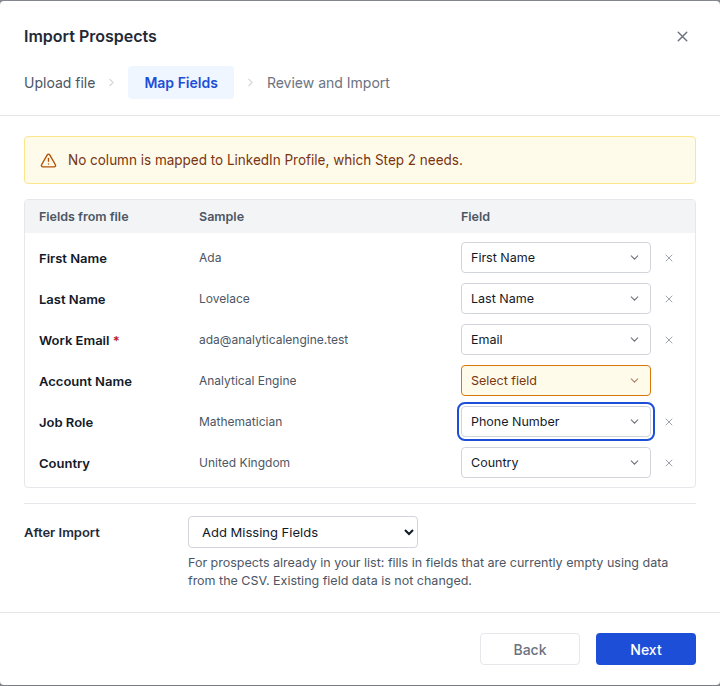 Import Prospects
Upload file
Map Fields
Review and Import
No column is mapped to LinkedIn Profile, which Step 2 needs.
Fields from file Sample Field
First Name Ada First Name
Last Name Lovelace Last Name
Work Email * ada@analyticalengine.test Email
Account Name Analytical Engine Select field
Job Role Mathematician Phone Number
Country United Kingdom Country
After Import Add Missing Fields
For prospects already in your list: fills in fields that are currently empty using data
from the CSV. Existing field data is not changed.
Back Next